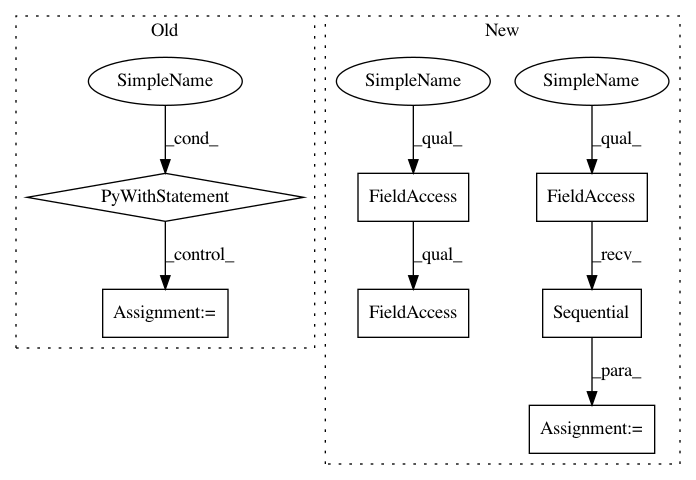 Old
New
SimpleName
SimpleName
SimpleName
_cond_
_qual_
_qual_
PyWithStatement
FieldAccess
FieldAccess
_control_
_qual_
_recv_
Assignment:=
FieldAccess
Sequential
_para_
Assignment:=